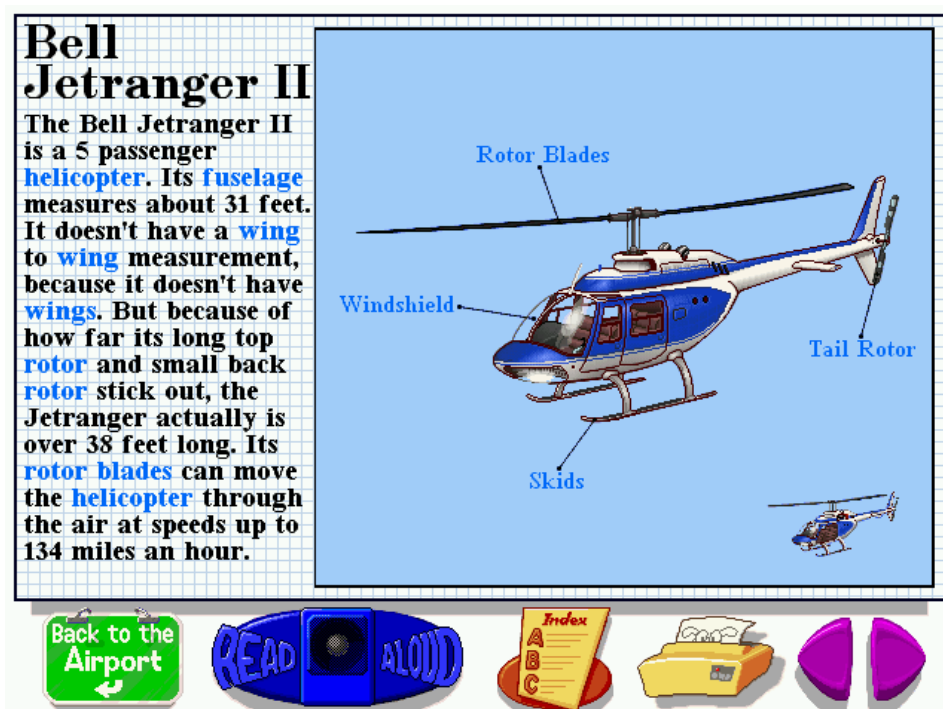 Bell
Jetranger II
The Bell Jetranger II
is a 5 passenger
helicopter. Its fuselage
measures about 31 feet.
It doesn't have a wing
to wing measurement,
because it doesn't have
wings. But because of
how far its long top
rotor and small back
rotor stick out, the
Jetranger actually is
over 38 feet long. Its
rotor blades can move
the helicopter through
the air at speeds up to
134 miles an hour.
Rotor Blades
Windshield
Tail Rotor
Skids
Back to the
Airport
READ ALOUD
Index
A
B
C